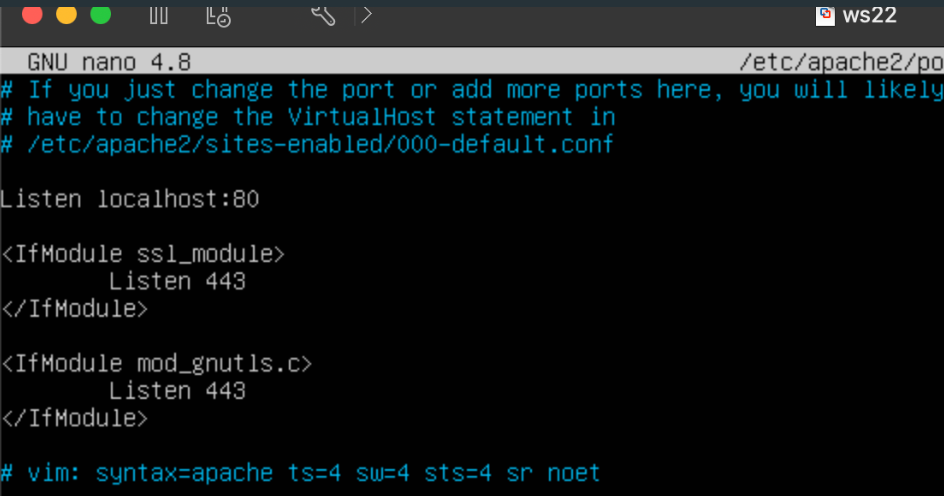 ws22
GNU nano 4.8 /etc/apache2/po
# If you just change the port or add more ports here, you will likely
# have to change the VirtualHost statement in
# /etc/apache2/sites-enabled/000-default.conf
Listen localhost:80
<IfModule ssl_module>
Listen 443
</IfModule>
<IfModule mod_gnutls.c>
Listen 443
</IfModule>
# vim: syntax=apache ts=4 sw=4 sts=4 sr noet